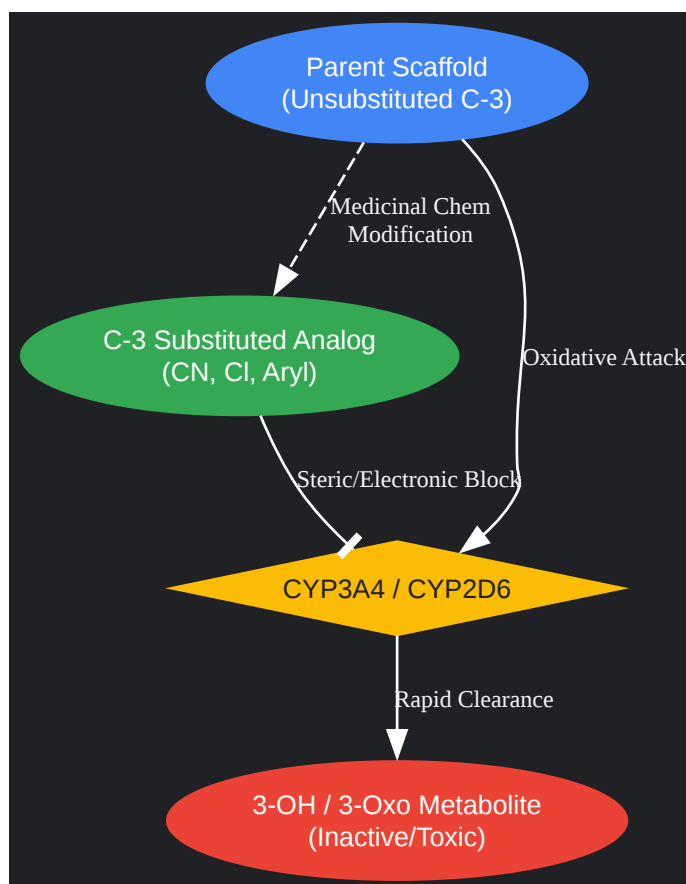 Parent Scaffold
(Unsubstituted C-3)
Medicinal Chem
Modification
C-3 Substituted Analog
(CN, Cl, Aryl)
Oxidative Attack
Steric/Electronic Block
CYP3A4 / CYP2D6
Rapid Clearance
3-OH / 3-Oxo Metabolite
(Inactive/Toxic)